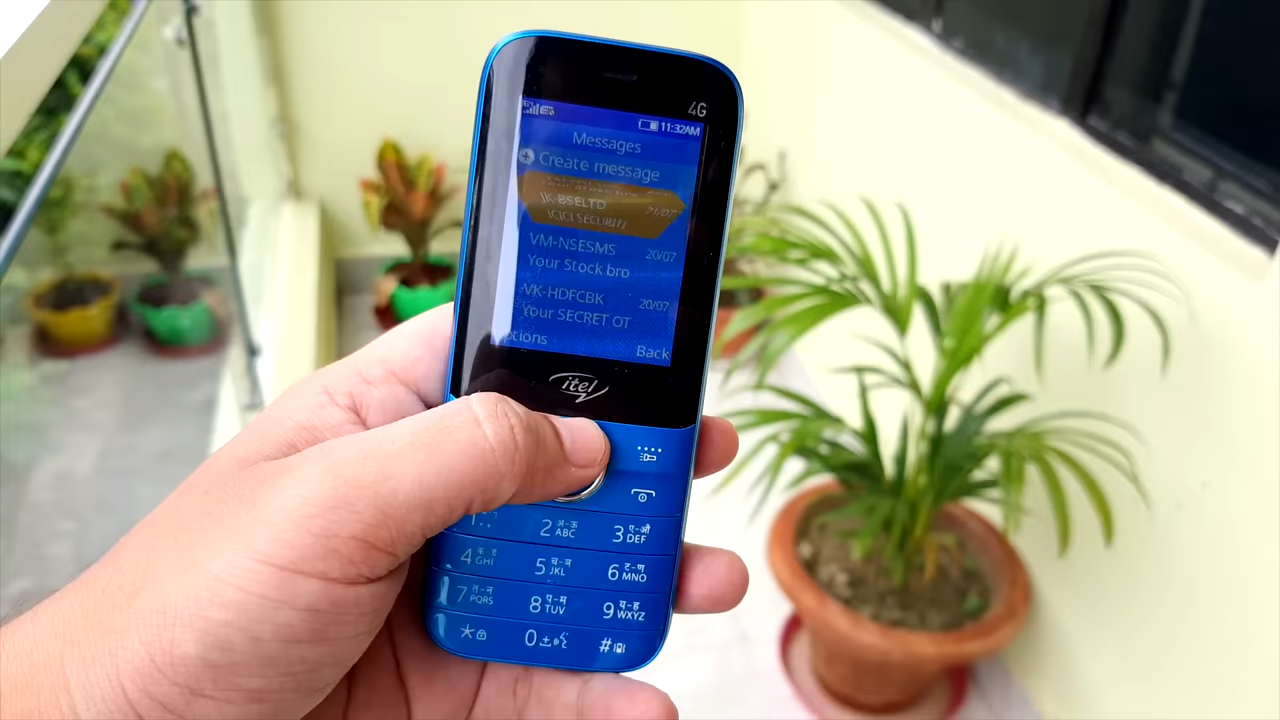 4G
11:32AM
Messages
Create message
JK-BSELTD 21/07
ICICI SECURITI
VM-NSESMS 20/07
Your Stock bro
VK-HDFCBK 20/07
Your SECRET OT
ptions Back
itel
2 अ-ऊ ABC 3 ए-औ DEF
4 क-ङ GHI 5 च-ञ JKL 6 ट-ण MNO
7 त-न PQRS 8 प-म TUV 9 य-ह WXYZ
* 0 + #